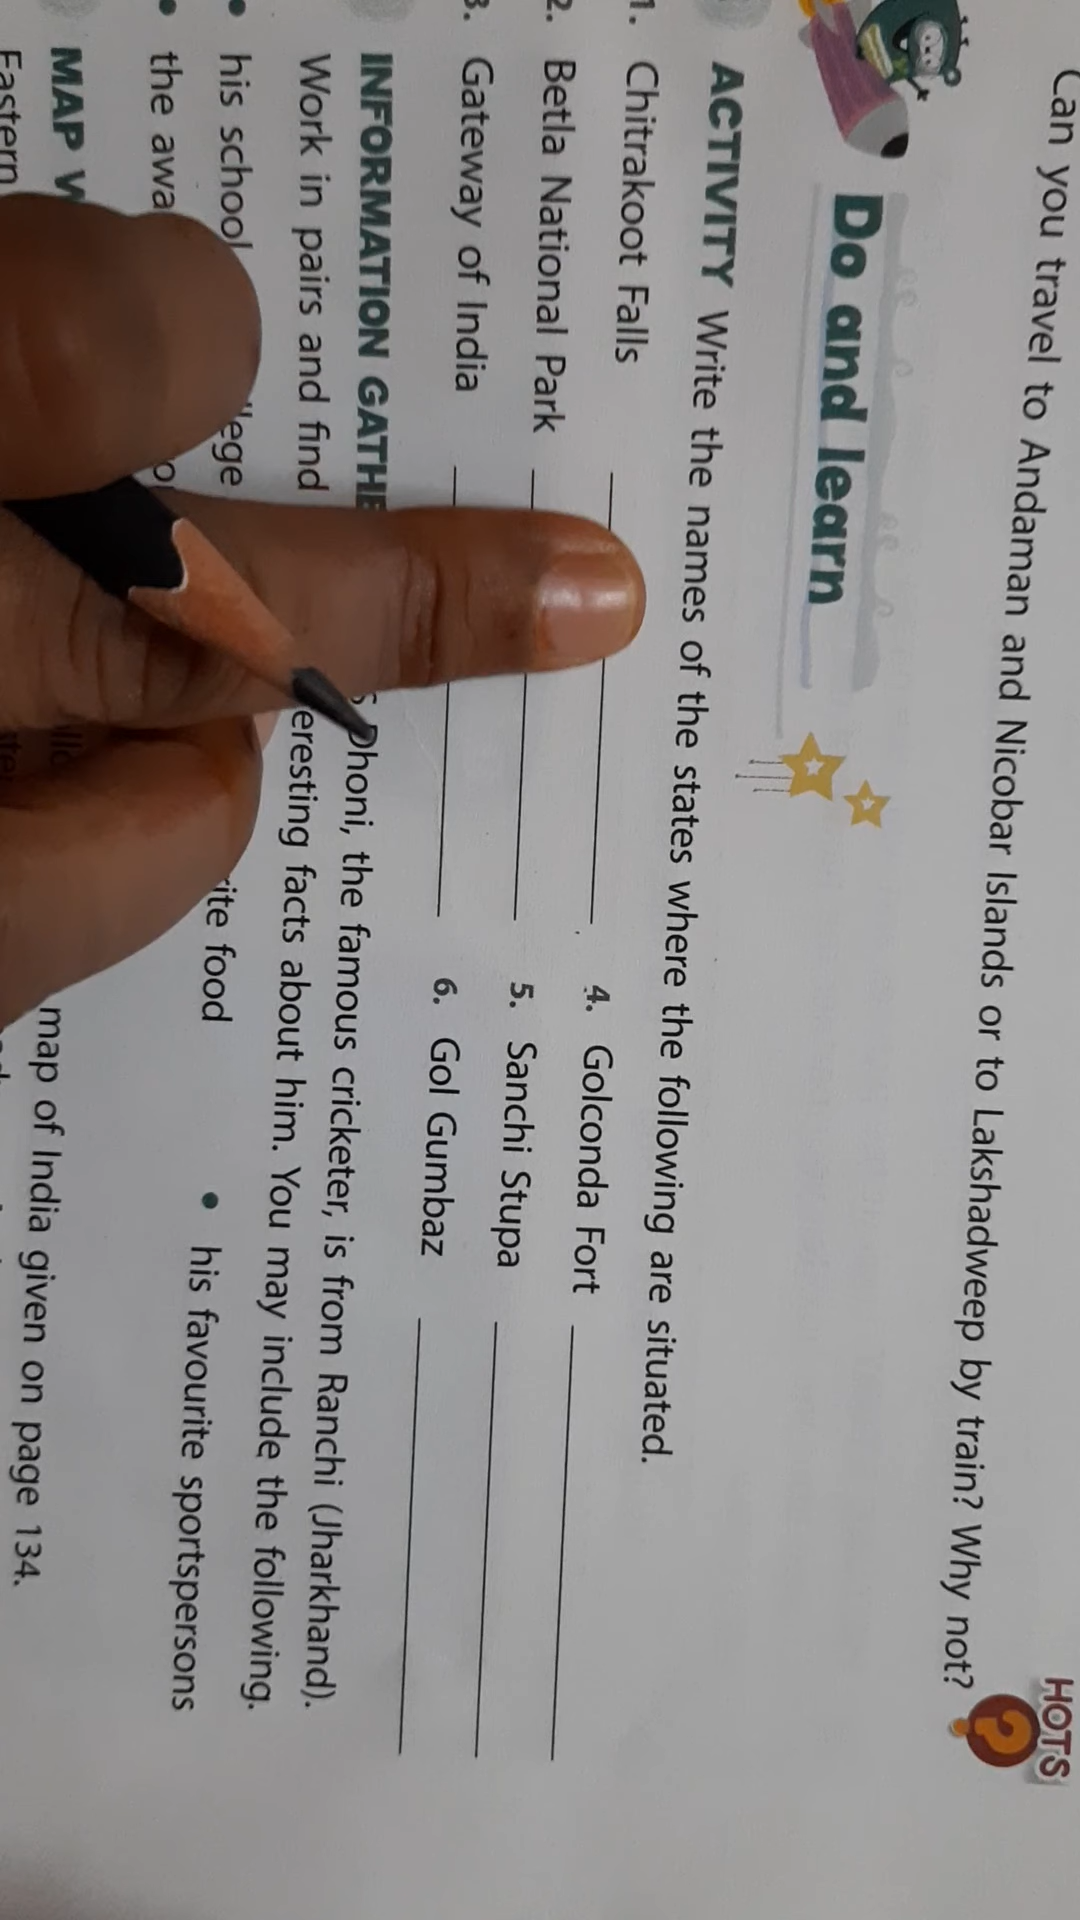 Can you travel to Andaman and Nicobar Islands or to Lakshadweep by train? Why not?
HOTS
?
Do and learn
ACTIVITY Write the names of the states where the following are situated.
1. Chitrakoot Falls
4. Golconda Fort
2. Betla National Park
5. Sanchi Stupa
3. Gateway of India
6. Gol Gumbaz
INFORMATION
Dhoni, the famous cricketer, is from Ranchi (Jharkhand).
Work in pairs and find
facts about him. You may include the following.
• his school
food
• his favourite sportspersons
• the
MAP
map of India given on page 134.
Eastern